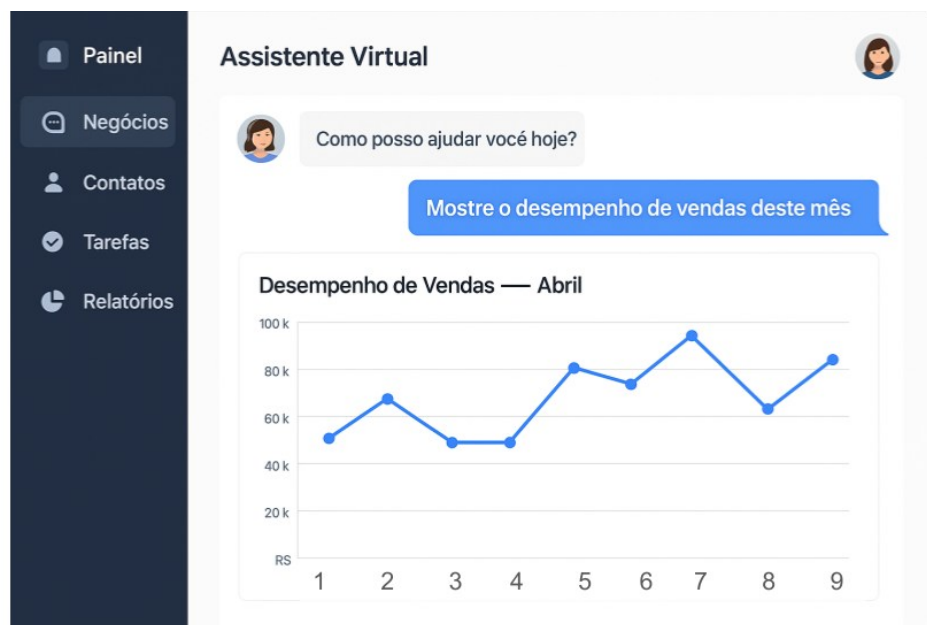 Painel
Negócios
Contatos
Tarefas
Relatórios
Assistente Virtual
Como posso ajudar vocé hoje?
Mostre o desempenho de vendas deste mês
Desempenho de Vendas — Abril
100 k
80 k
60 k
40 k
20 k
RS
1 2 3 4 5 6 7 8 9